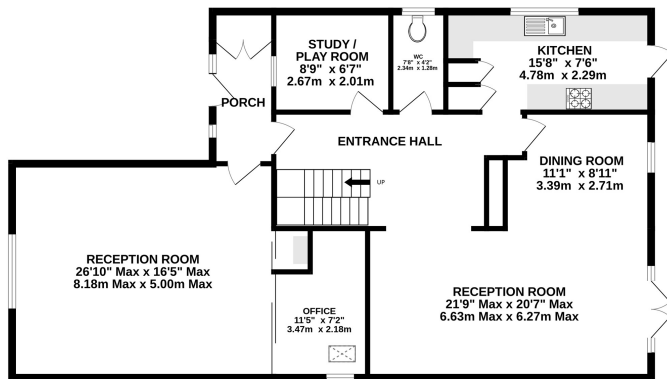 STUDY /
PLAY ROOM
8'9" x 6'7"
2.67m x 2.01m
WC
7'8" x 4'2"
2.34m x 1.28m
KITCHEN
15'8" x 7'6"
4.78m x 2.29m
PORCH
ENTRANCE HALL
UP
DINING ROOM
11'1" x 8'11"
3.39m x 2.71m
RECEPTION ROOM
26'10" Max x 16'5" Max
8.18m Max x 5.00m Max
RECEPTION ROOM
21'9" Max x 20'7" Max
6.63m Max x 6.27m Max
OFFICE
11'5" x 7'2"
3.47m x 2.18m